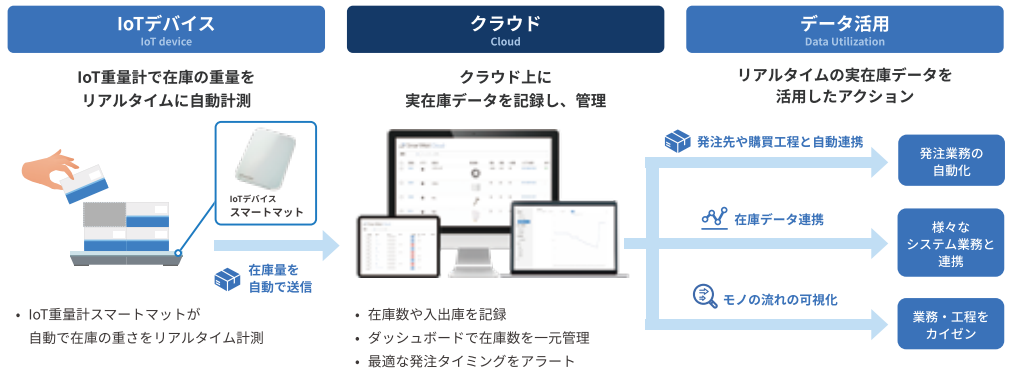 IoTデバイス
IoT device
IoT重量計で在庫の重量を
リアルタイムに自動計測
IoTデバイス
スマートマット
在庫量を
自動で送信
• IoT重量計スマートマットが
自動で在庫の重さをリアルタイム計測
クラウド
Cloud
クラウド上に
実在庫データを記録し、管理
• 在庫数や入出庫を記録
• ダッシュボードで在庫数を一元管理
• 最適な発注タイミングをアラート
データ活用
Data Utilization
リアルタイムの実在庫データを
活用したアクション
発注先や購買工程と自動連携
発注業務の
自動化
在庫データ連携
様々な
システム業務と
連携
モノの流れの可視化
業務・工程を
カイゼン